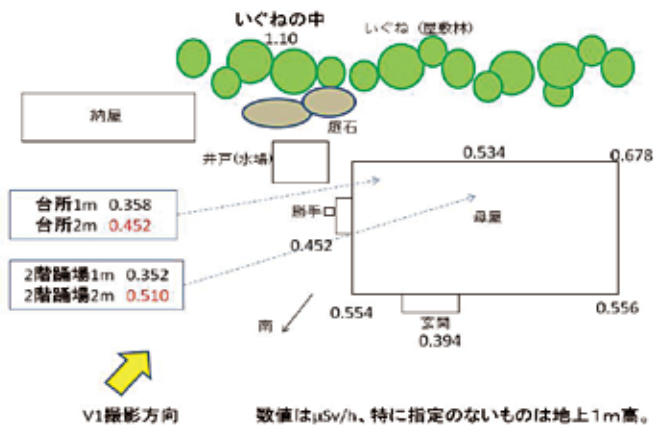 いぐねの中
1.10
いぐね (屋敷林)
納屋
庭石
井戸(水場)
0.534
0.678
台所1m 0.358
台所2m 0.452
勝手
母屋
0.452
2階踊場1m 0.352
2階踊場2m 0.510
0.554
0.556
南
玄関
0.394
V1撮影方向
数値はμSv/h、特に指定のないものは地上1m高。